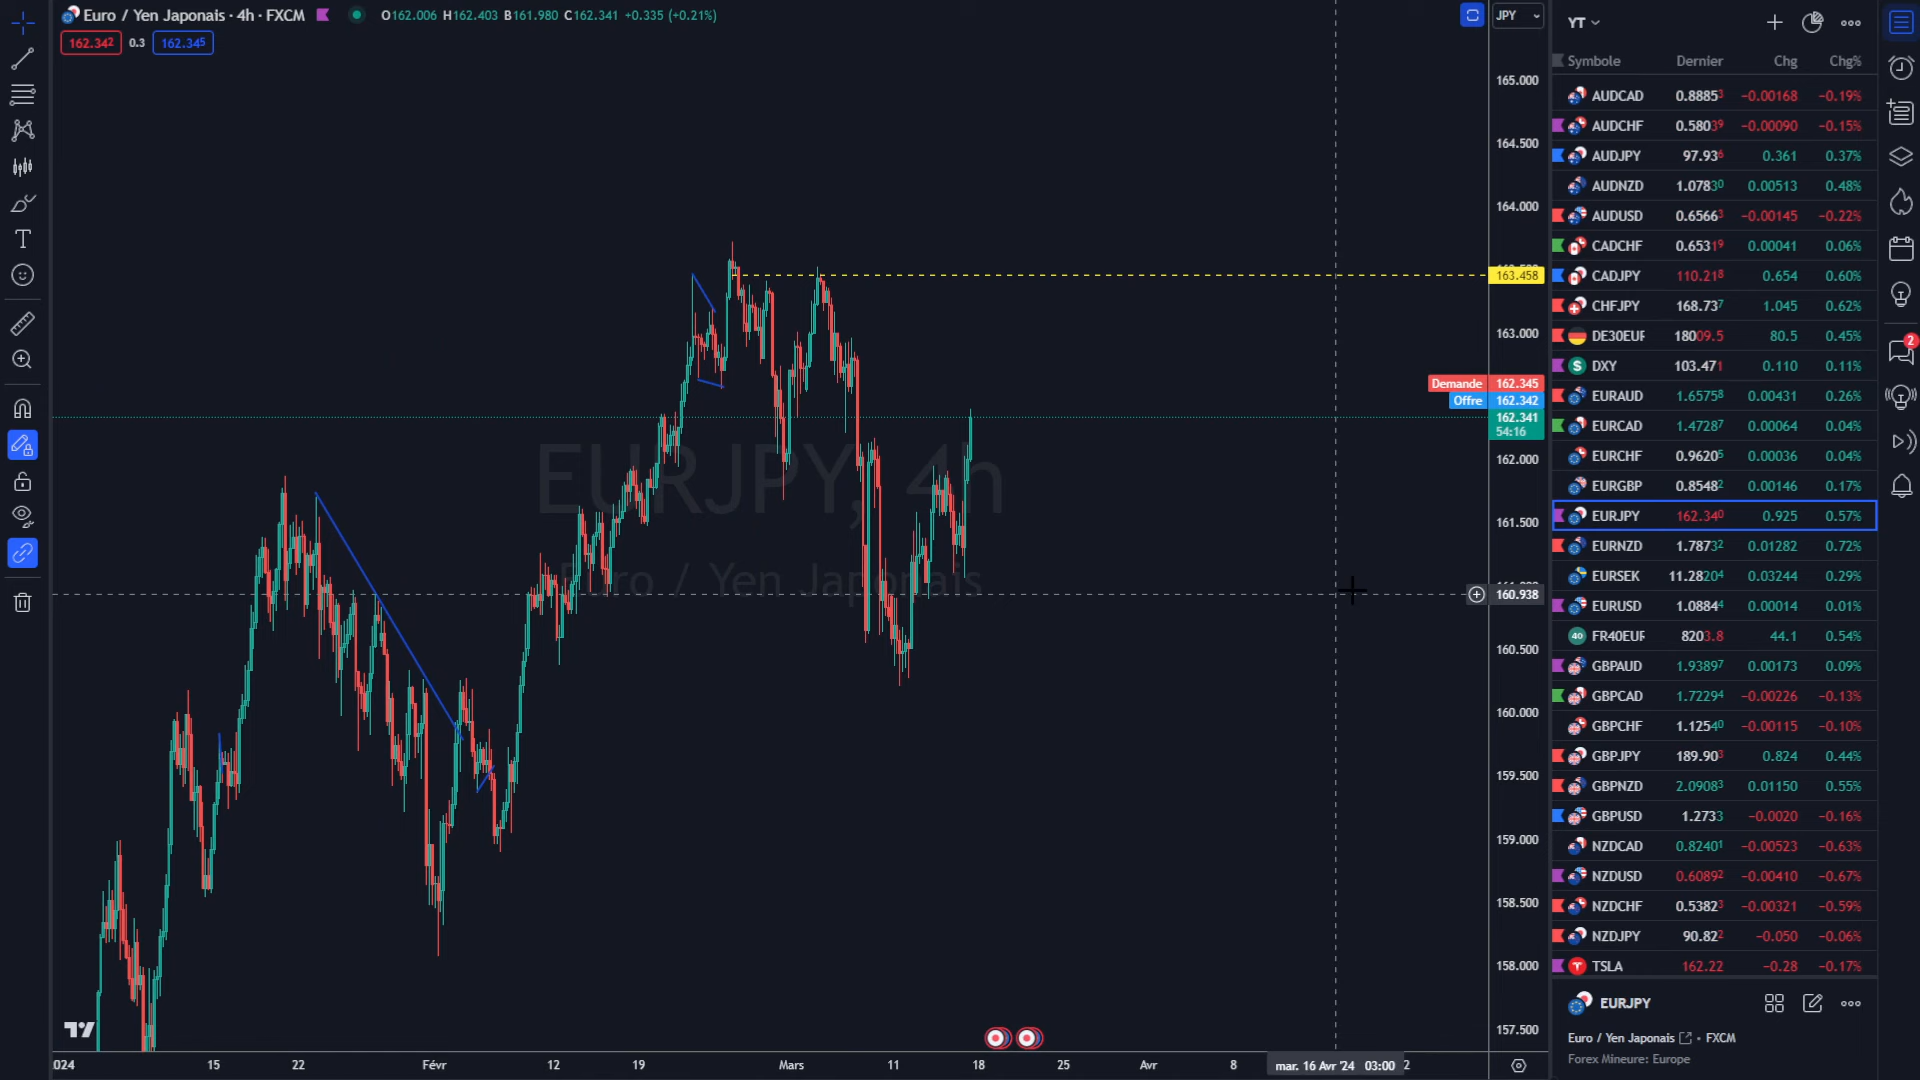 Euro / Yen Japonais · 4h · FXCM O162.006 H162.403 B161.980 C162.341 +0.335 (+0.21%)
162.342 0.3 162.345
JPY
165.000
164.500
164.000
163.458
163.000
Demande 162.345
Offre 162.342
162.341
54:16
162.000
161.500
160.938
160.500
160.000
159.500
159.000
158.500
158.000
157.500
EURJPY, 4h
Euro / Yen Japonais
024 15 22 Févr 12 19 Mars 11 18 25 Avr 8 mar. 16 Avr '24 03:00 2
YT
Symbole Dernier Chg Chg%
AUDCAD 0.88853 −0.00168 −0.19%
AUDCHF 0.58039 −0.00090 −0.15%
AUDJPY 97.936 0.361 0.37%
AUDNZD 1.07830 0.00513 0.48%
AUDUSD 0.65663 −0.00145 −0.22%
CADCHF 0.65319 0.00041 0.06%
CADJPY 110.218 0.654 0.60%
CHFJPY 168.737 1.045 0.62%
DE30EUR 18009.5 80.5 0.45%
DXY 103.471 0.110 0.11%
EURAUD 1.65758 0.00431 0.26%
EURCAD 1.47287 0.00064 0.04%
EURCHF 0.96205 0.00036 0.04%
EURGBP 0.85482 0.00146 0.17%
EURJPY 162.340 0.925 0.57%
EURNZD 1.78732 0.01282 0.72%
EURSEK 11.28204 0.03244 0.29%
EURUSD 1.08844 0.00014 0.01%
40 FR40EUR 8203.8 44.1 0.54%
GBPAUD 1.93897 0.00173 0.09%
GBPCAD 1.72294 −0.00226 −0.13%
GBPCHF 1.12540 −0.00115 −0.10%
GBPJPY 189.903 0.824 0.44%
GBPNZD 2.09083 0.01150 0.55%
GBPUSD 1.2733 −0.0020 −0.16%
NZDCAD 0.82401 −0.00523 −0.63%
NZDUSD 0.60892 −0.00410 −0.67%
NZDCHF 0.53823 −0.00321 −0.59%
NZDJPY 90.822 −0.050 −0.06%
TSLA 162.22 −0.28 −0.17%
EURJPY
Euro / Yen Japonais · FXCM
Forex Mineure: Europe
2